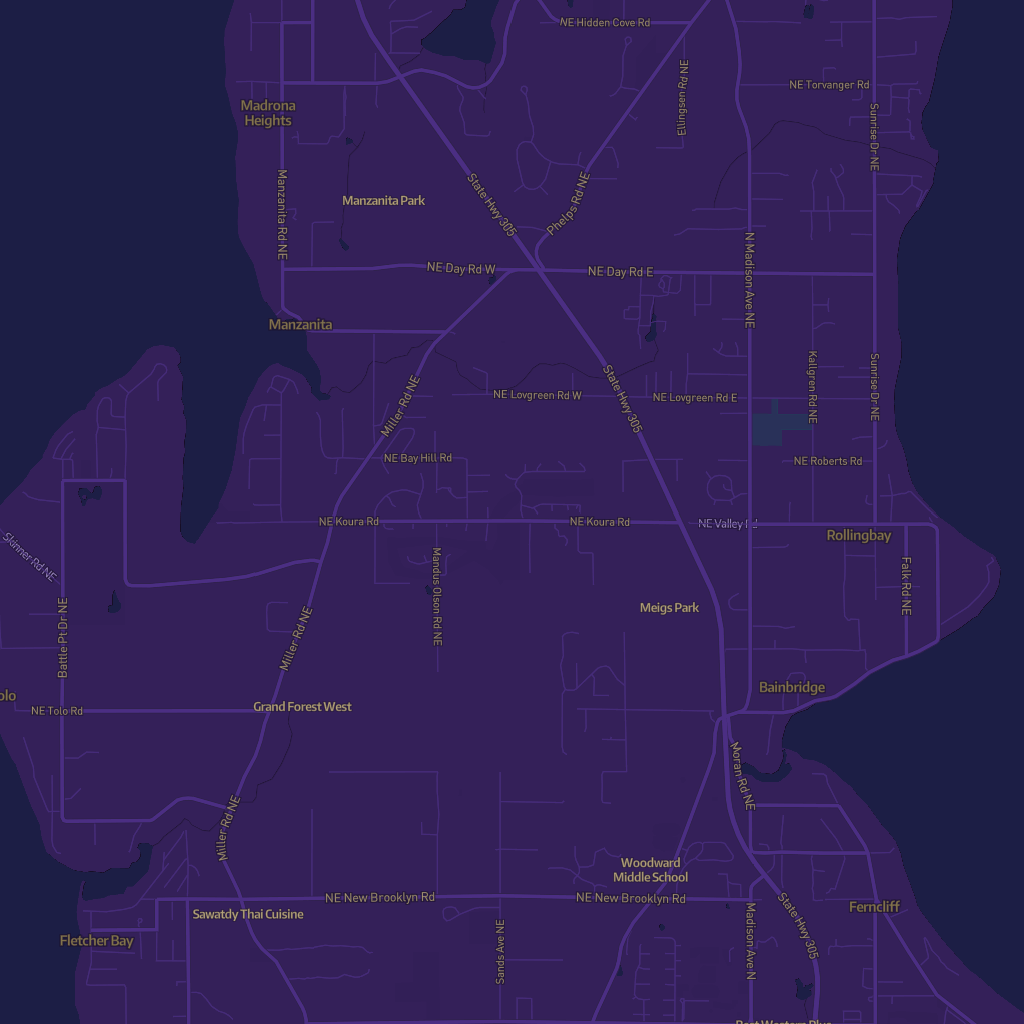 NE Hidden Cove Rd
Ellingsen Rd NE
NE Torvanger Rd
Sunrise Dr NE
Madrona
Heights
Manzanita Rd NE
Manzanita Park
State Hwy 305
Phelps Rd NE
N Madison Ave NE
NE Day Rd W
NE Day Rd E
Manzanita
Miller Rd NE
State Hwy 305
Kallgren Rd NE
Sunrise Dr NE
NE Lovgreen Rd W
NE Lovgreen Rd E
NE Bay Hill Rd
NE Roberts Rd
NE Koura Rd
NE Koura Rd
NE Valley Rd
Rollingbay
Skinner Rd NE
Mandus Olson Rd NE
Falk Rd NE
Battle Pt Dr NE
Miller Rd NE
Meigs Park
Bainbridge
NE Tolo Rd
Grand Forest West
Moran Rd NE
Miller Rd NE
Woodward
Middle School
NE New Brooklyn Rd
NE New Brooklyn Rd
Sawatdy Thai Cuisine
Ferncliff
Fletcher Bay
Sands Ave NE
Madison Ave N
State Hwy 305